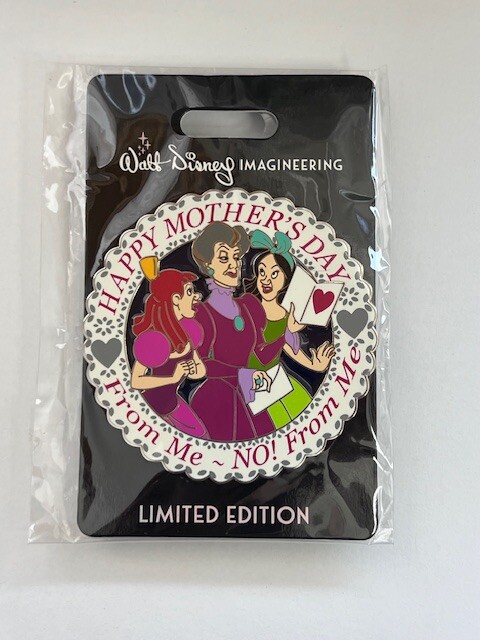 Walt Disney IMAGINEERING
HAPPY MOTHER'S DAY
From Me ~ NO! From Me
LIMITED EDITION